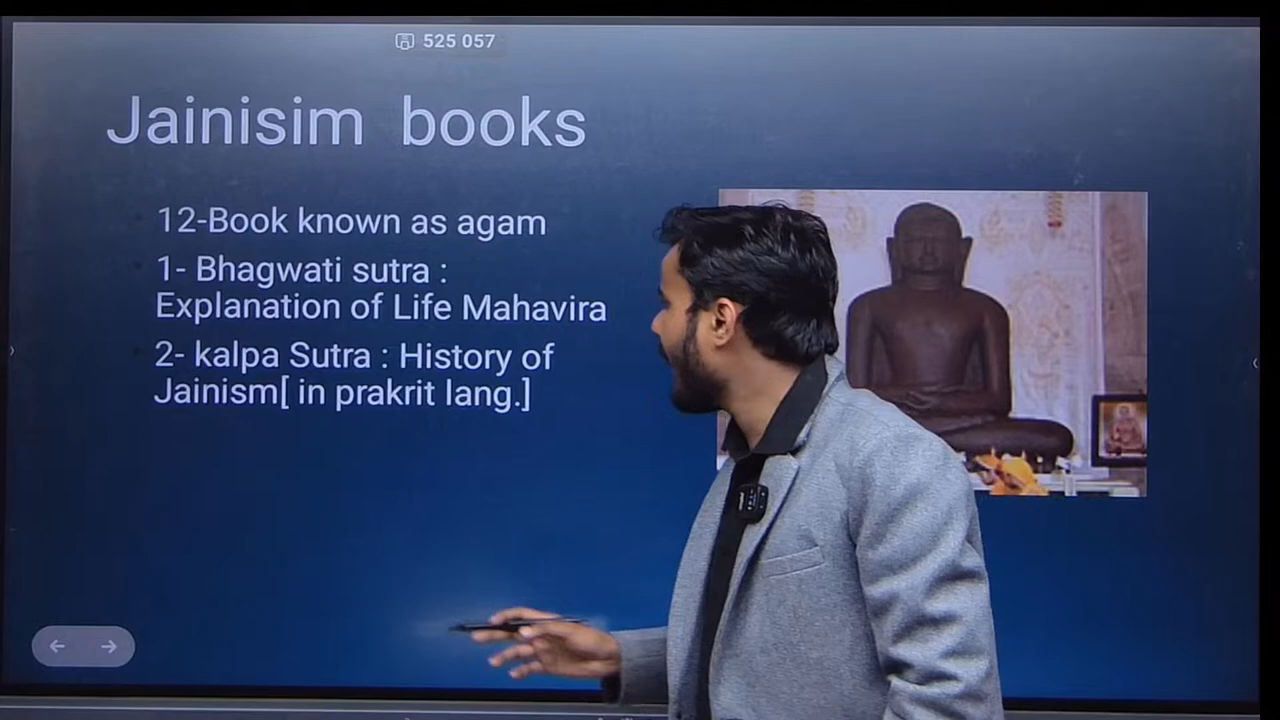 525 057
Jainisim books
12-Book known as agam
1- Bhagwati sutra :
Explanation of Life Mahavira
2- kalpa Sutra : History of
Jainism[ in prakrit lang.]